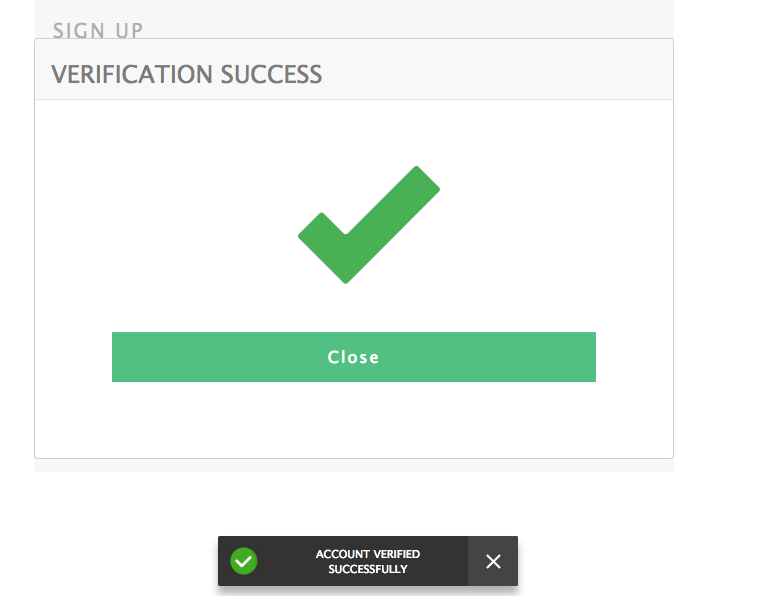 SIGN UP
VERIFICATION SUCCESS
Close
ACCOUNT VERIFIED
SUCCESSFULLY